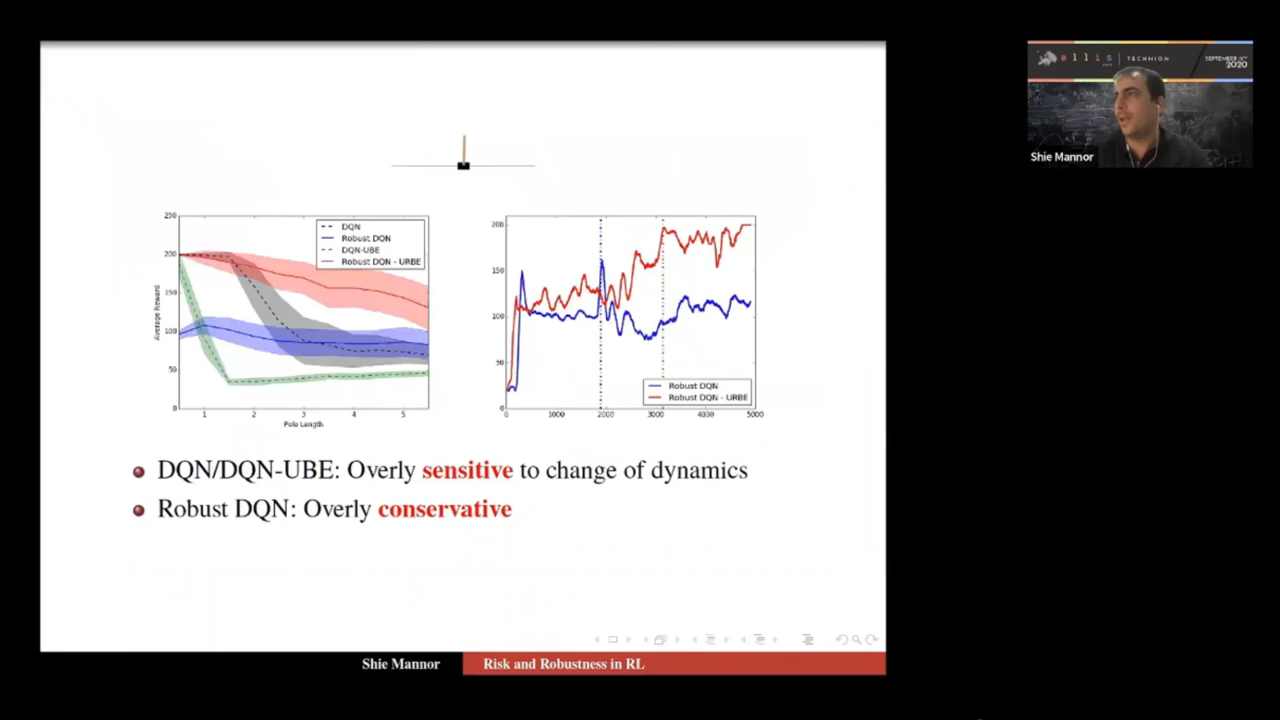 ellis
unit
TECHNION
2020
Shie Mannor
250
200
150
100
50
0
Average Reward
DQN
Robust DQN
DQN-UBE
Robust DQN - URBE
1
2
3
4
5
Pole Length
200
150
100
50
0
Robust DQN
Robust DQN - URBE
0
1000
2000
3000
4000
5000
DQN/DQN-UBE: Overly sensitive to change of dynamics
Robust DQN: Overly conservative
Shie Mannor
Risk and Robustness in RL